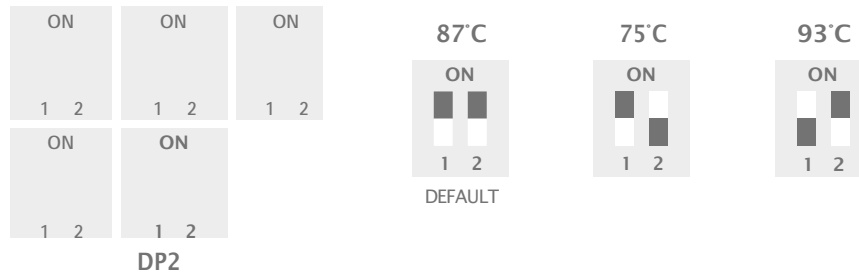 ON ON ON
1 2 1 2 1 2
ON ON
1 2 1 2
DP2
87°C 75°C 93°C
ON ON ON
1 2 1 2 1 2
DEFAULT